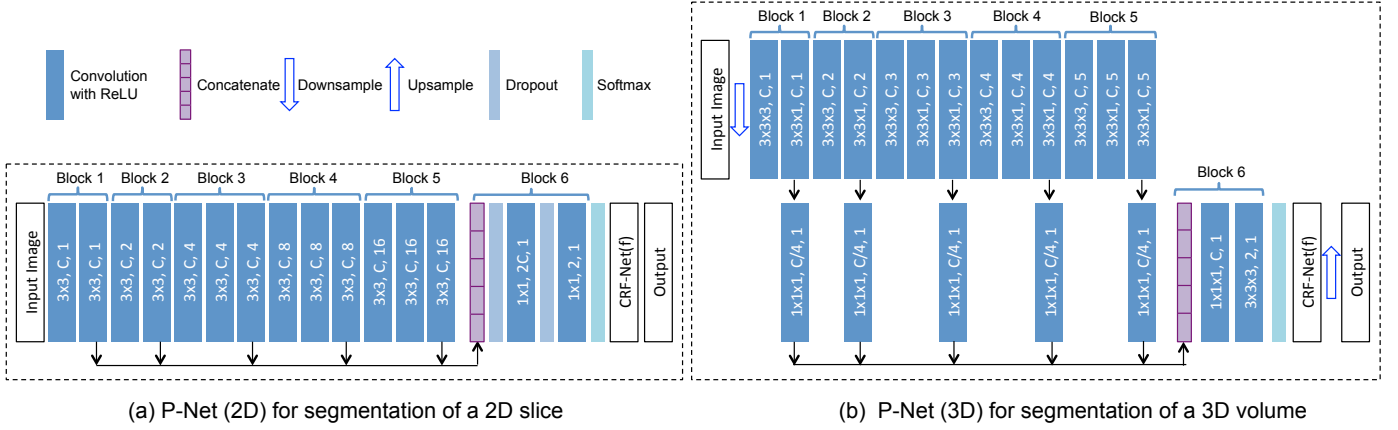 Convolution
with ReLU
Concatenate
Downsample
Upsample
Dropout
Softmax
Block 1
Block 2
Block 3
Block 4
Block 5
Block 6
Input Image
3x3, C, 1
3x3, C, 1
3x3, C, 2
3x3, C, 2
3x3, C, 4
3x3, C, 4
3x3, C, 4
3x3, C, 8
3x3, C, 8
3x3, C, 8
3x3, C, 16
3x3, C, 16
3x3, C, 16
1x1, 2C, 1
1x1, 2, 1
CRF-Net(f)
Output
(a) P-Net (2D) for segmentation of a 2D slice
Block 1
Block 2
Block 3
Block 4
Block 5
Input Image
3x3x3, C, 1
3x3x1, C, 1
3x3x3, C, 2
3x3x1, C, 2
3x3x3, C, 3
3x3x1, C, 3
3x3x1, C, 3
3x3x3, C, 4
3x3x1, C, 4
3x3x1, C, 4
3x3x3, C, 5
3x3x1, C, 5
3x3x1, C, 5
Block 6
1x1x1, C/4, 1
1x1x1, C/4, 1
1x1x1, C/4, 1
1x1x1, C/4, 1
1x1x1, C/4, 1
1x1x1, C, 1
3x3x3, 2, 1
CRF-Net(f)
Output
(b) P-Net (3D) for segmentation of a 3D volume